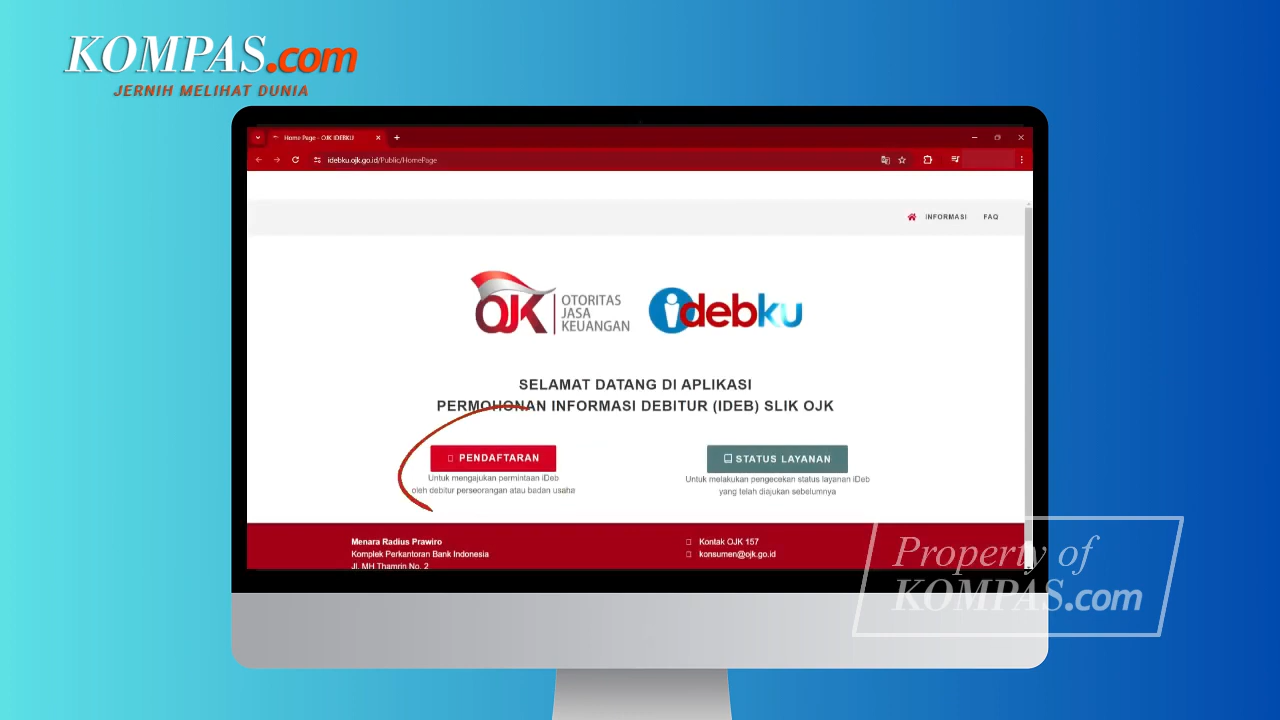 KOMPAS.com
JERNIH MELIHAT DUNIA
Home Page - OJK IDEBKU
idebku.ojk.go.id/Public/HomePage
INFORMASI FAQ
OJK
OTORITAS
JASA
KEUANGAN
idebku
SELAMAT DATANG DI APLIKASI
PERMOHONAN INFORMASI DEBITUR (IDEB) SLIK OJK
PENDAFTARAN
Untuk mengajukan permintaan iDeb
oleh debitur perseorangan atau badan usaha
STATUS LAYANAN
Untuk melakukan pengecekan status layanan iDeb
yang telah diajukan sebelumnya
Menara Radius Prawiro
Komplek Perkantoran Bank Indonesia
Jl. MH Thamrin No. 2
Kontak OJK 157
konsumen@ojk.go.id
Property of
KOMPAS.com